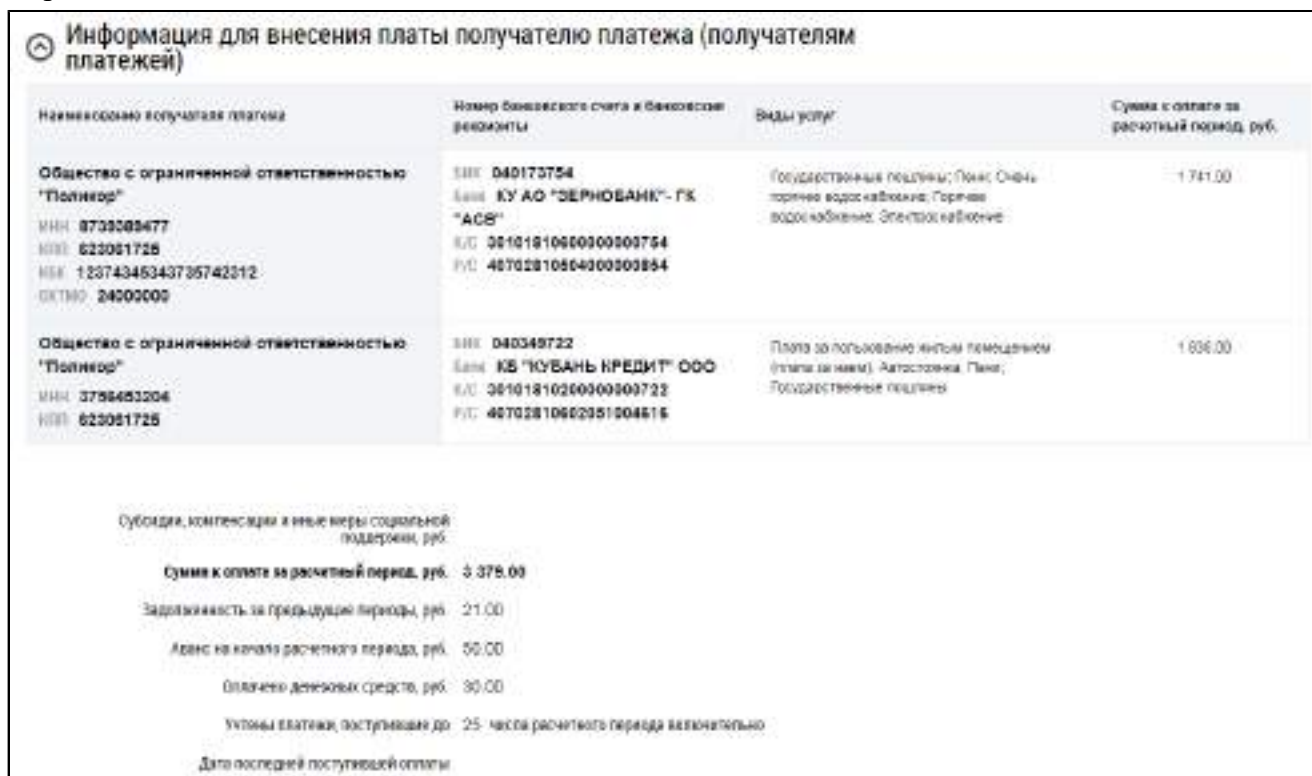 Информация для внесения платы получателю платежа (получателям
платежей)
Наименование получателя платежа
Номер банковского счета и банковские
реквизиты
Виды услуг
Сумма к оплате за
расчетный период, руб.
Общество с ограниченной ответственностью
"Поликор"
ИНН 8739389477
КПП 623061725
КБК 12374345343735742312
ОКТМО 24000000
БИК 040173754
Банк КУ АО "ЗЕРНОБАНК"- ГК
"АСВ"
К/С 30101810600000000754
Р/С 40702810504000000854
Государственные пошлины; Пени; Очень
горячее водоснабжение; Горячее
водоснабжение; Электроснабжение
1 741.00
Общество с ограниченной ответственностью
"Поликор"
ИНН 3756453204
КПП 623061725
БИК 040349722
Банк КБ "КУБАНЬ КРЕДИТ" ООО
К/С 30101810200000000722
Р/С 40702810602051004616
Плата за пользование жилым помещением
(плата за наем); Автостоянка; Пени;
Государственные пошлины
1 636.00
Субсидии, компенсации и иные меры социальной
поддержки, руб.
Сумма к оплате за расчетный период, руб. 3 379.00
Задолженность за предыдущие периоды, руб. 21.00
Аванс на начало расчетного периода, руб. 50.00
Оплачено денежных средств, руб. 30.00
Учтены платежи, поступившие до 25 числа расчетного периода включительно
Дата последней поступившей оплаты